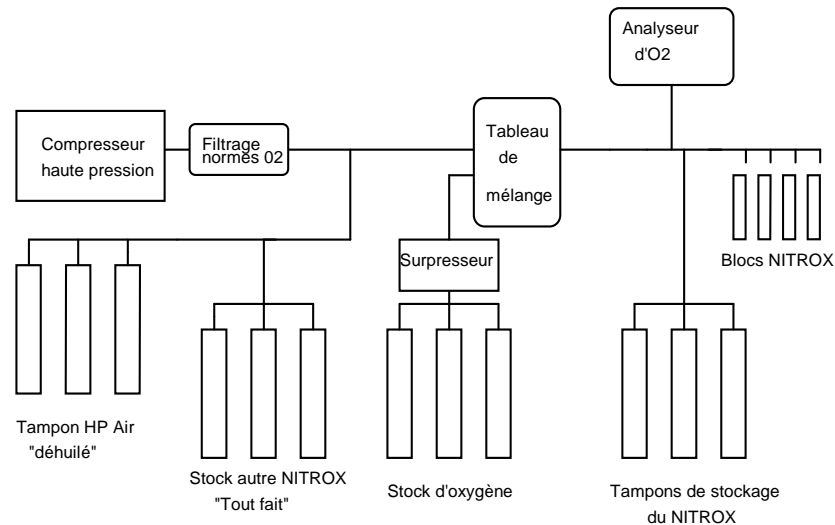 Analyseur
d'O2
Compresseur
haute pression
Filtrage
normes 02
Tableau
de
mélange
Surpresseur
Blocs NITROX
Tampon HP Air
"déhuilé"
Stock autre NITROX
"Tout fait"
Stock d'oxygène
Tampons de stockage
du NITROX